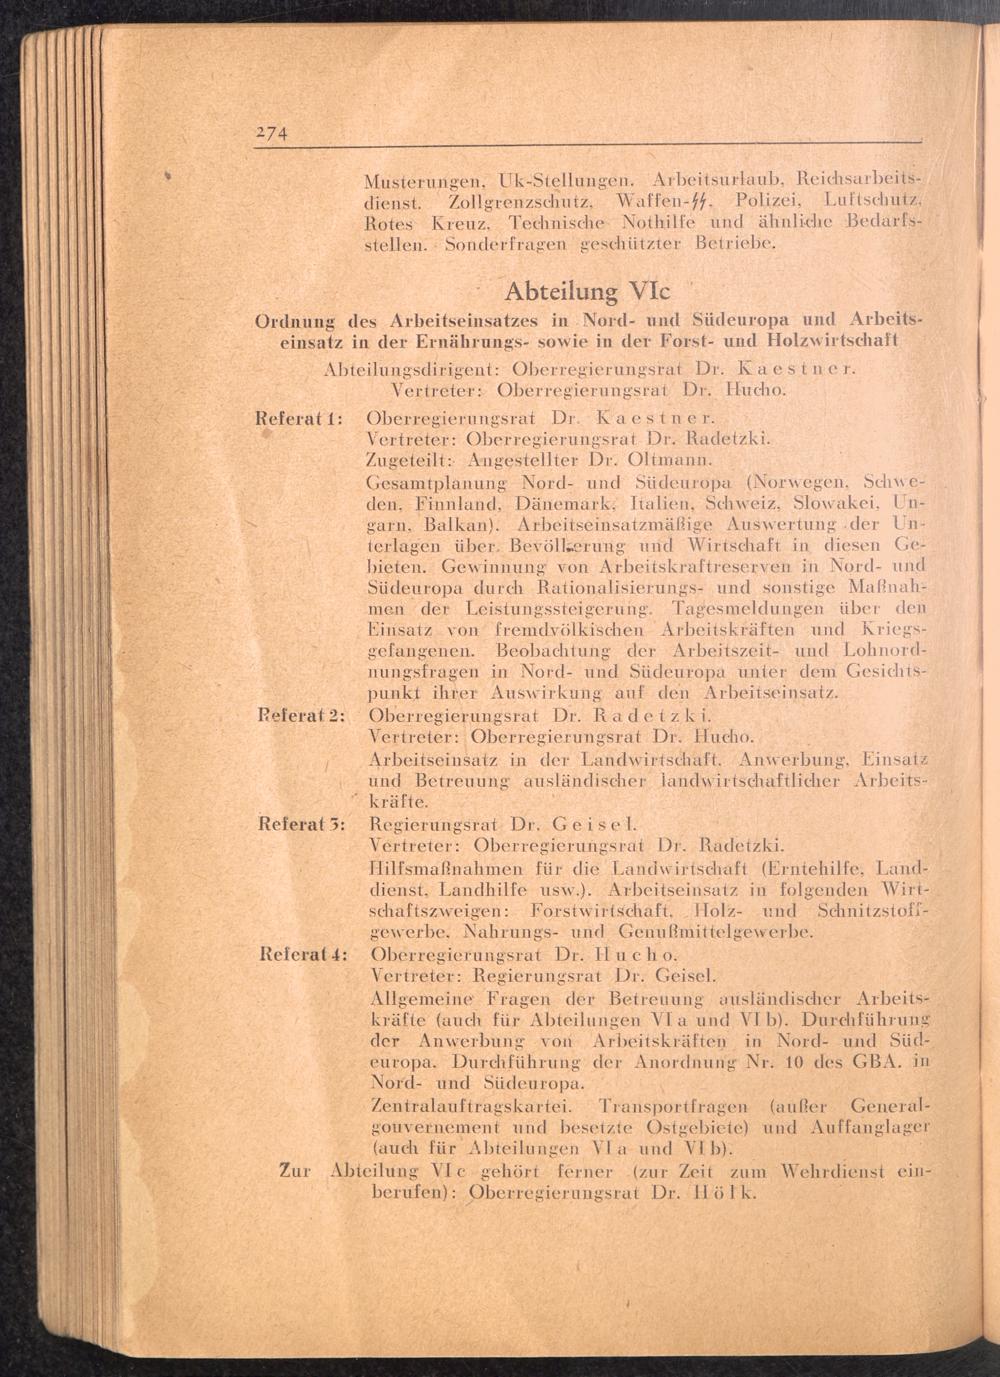 274
Musterungen, Uk-Stellungen. Arbeitsurlaub, Reichsarbeits-
dienst. Zollgrenzschutz, Waffen-SS. Polizei, Luftschutz,
Rotes Kreuz, Technische Nothilfe und ähnliche Bedarfs-
stellen. Sonderfragen geschützter Betriebe.
Abteilung VIc
Ordnung des Arbeitseinsatzes in Nord- und Südeuropa und Arbeits-
einsatz in der Ernährungs- sowie in der Forst- und Holzwirtschaft
Abteilungsdirigent: Oberregierungsrat Dr. Kaestner.
Vertreter: Oberregierungsrat Dr. Hucho.
Referat 1: Oberregierungsrat Dr. Kaestner.
Vertreter: Oberregierungsrat Dr. Radetzki.
Zugeteilt: Angestellter Dr. Oltmann.
Gesamtplanung Nord- und Südeuropa (Norwegen, Schwe-
den, Finnland, Dänemark, Italien, Schweiz, Slowakei, Un-
garn, Balkan). Arbeitseinsatzmäßige Auswertung der Un-
terlagen über Bevölkerung und Wirtschaft in diesen Ge-
bieten. Gewinnung von Arbeitskraftreserven in Nord- und
Südeuropa durch Rationalisierungs- und sonstige Maßnah-
men der Leistungssteigerung. Tagesmeldungen über den
Einsatz von fremdvölkischen Arbeitskräften und Kriegs-
gefangenen. Beobachtung der Arbeitszeit- und Lohnord-
nungsfragen in Nord- und Südeuropa unter dem Gesichts-
punkt ihrer Auswirkung auf den Arbeitseinsatz.
Referat 2: Oberregierungsrat Dr. Radetzki.
Vertreter: Oberregierungsrat Dr. Hucho.
Arbeitseinsatz in der Landwirtschaft. Anwerbung, Einsatz
und Betreuung ausländischer landwirtschaftlicher Arbeits-
kräfte.
Referat 3: Regierungsrat Dr. Geisel.
Vertreter: Oberregierungsrat Dr. Radetzki.
Hilfsmaßnahmen für die Landwirtschaft (Erntehilfe, Land-
dienst, Landhilfe usw.). Arbeitseinsatz in folgenden Wirt-
schaftszweigen: Forstwirtschaft, Holz- und Schnitzstoff-
gewerbe, Nahrungs- und Genußmittelgewerbe.
Referat 4: Oberregierungsrat Dr. Hucho.
Vertreter: Regierungsrat Dr. Geisel.
Allgemeine Fragen der Betreuung ausländischer Arbeits-
kräfte (auch für Abteilungen VIa und VIb). Durchführung
der Anwerbung von Arbeitskräften in Nord- und Süd-
europa. Durchführung der Anordnung Nr. 10 des GBA. in
Nord- und Südeuropa.
Zentralauftragskartei. Transportfragen (außer General-
gouvernement und besetzte Ostgebiete) und Auffanglager
(auch für Abteilungen VIa und VIb).
Zur Abteilung VIc gehört ferner (zur Zeit zum Wehrdienst ein-
berufen): Oberregierungsrat Dr. Hölk.